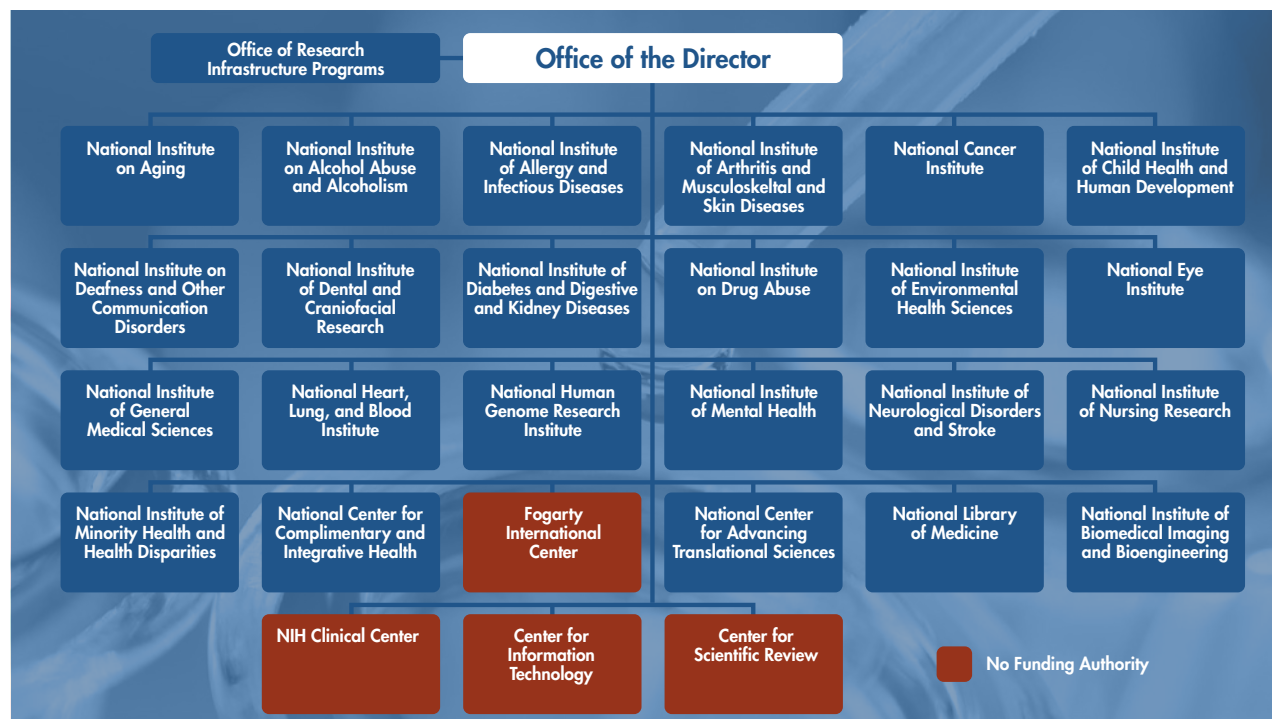 Office of Research
Infrastructure Programs
Office of the Director
National Institute
on Aging
National Institute
on Alcohol Abuse
and Alcoholism
National Institute
of Allergy and
Infectious Diseases
National Institute
of Arthritis and
Musculoskeltal and
Skin Diseases
National Cancer
Institute
National Institute
of Child Health and
Human Development
National Institute on
Deafness and Other
Communication
Disorders
National Institute
of Dental and
Craniofacial
Research
National Institute of
Diabetes and Digestive
and Kidney Diseases
National Institute
on Drug Abuse
National Institute
of Environmental
Health Sciences
National Eye
Institute
National Institute
of General
Medical Sciences
National Heart,
Lung, and Blood
Institute
National Human
Genome Research
Institute
National Institute
of Mental Health
National Institute of
Neurological Disorders
and Stroke
National Institute
of Nursing Research
National Institute of
Minority Health and
Health Disparities
National Center for
Complimentary and
Integrative Health
Fogarty
International
Center
National Center
for Advancing
Translational Sciences
National Library
of Medicine
National Institute of
Biomedical Imaging
and Bioengineering
NIH Clinical Center
Center for
Information
Technology
Center for
Scientific Review
No Funding Authority